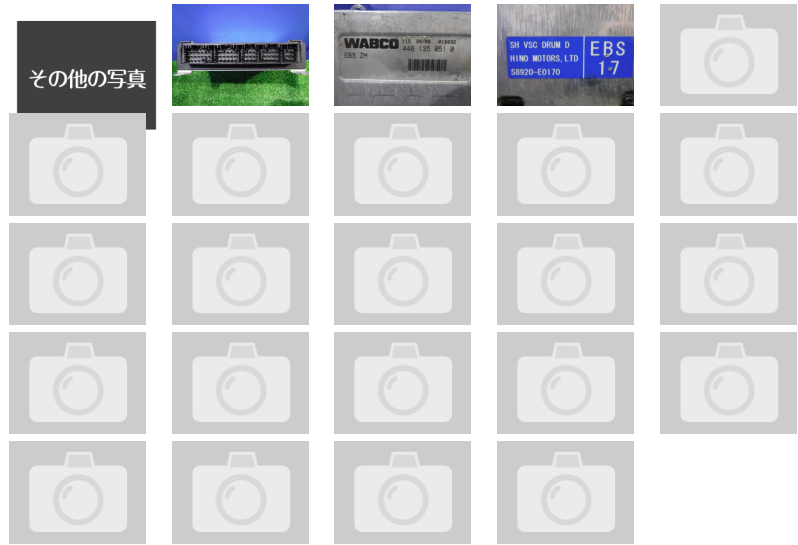 その他の写真
WABCO
446 135 051 0
EBS ZM
SH VSC DRUM D
HINO MOTORS, LTD
S8920-E0170
EBS
1-7